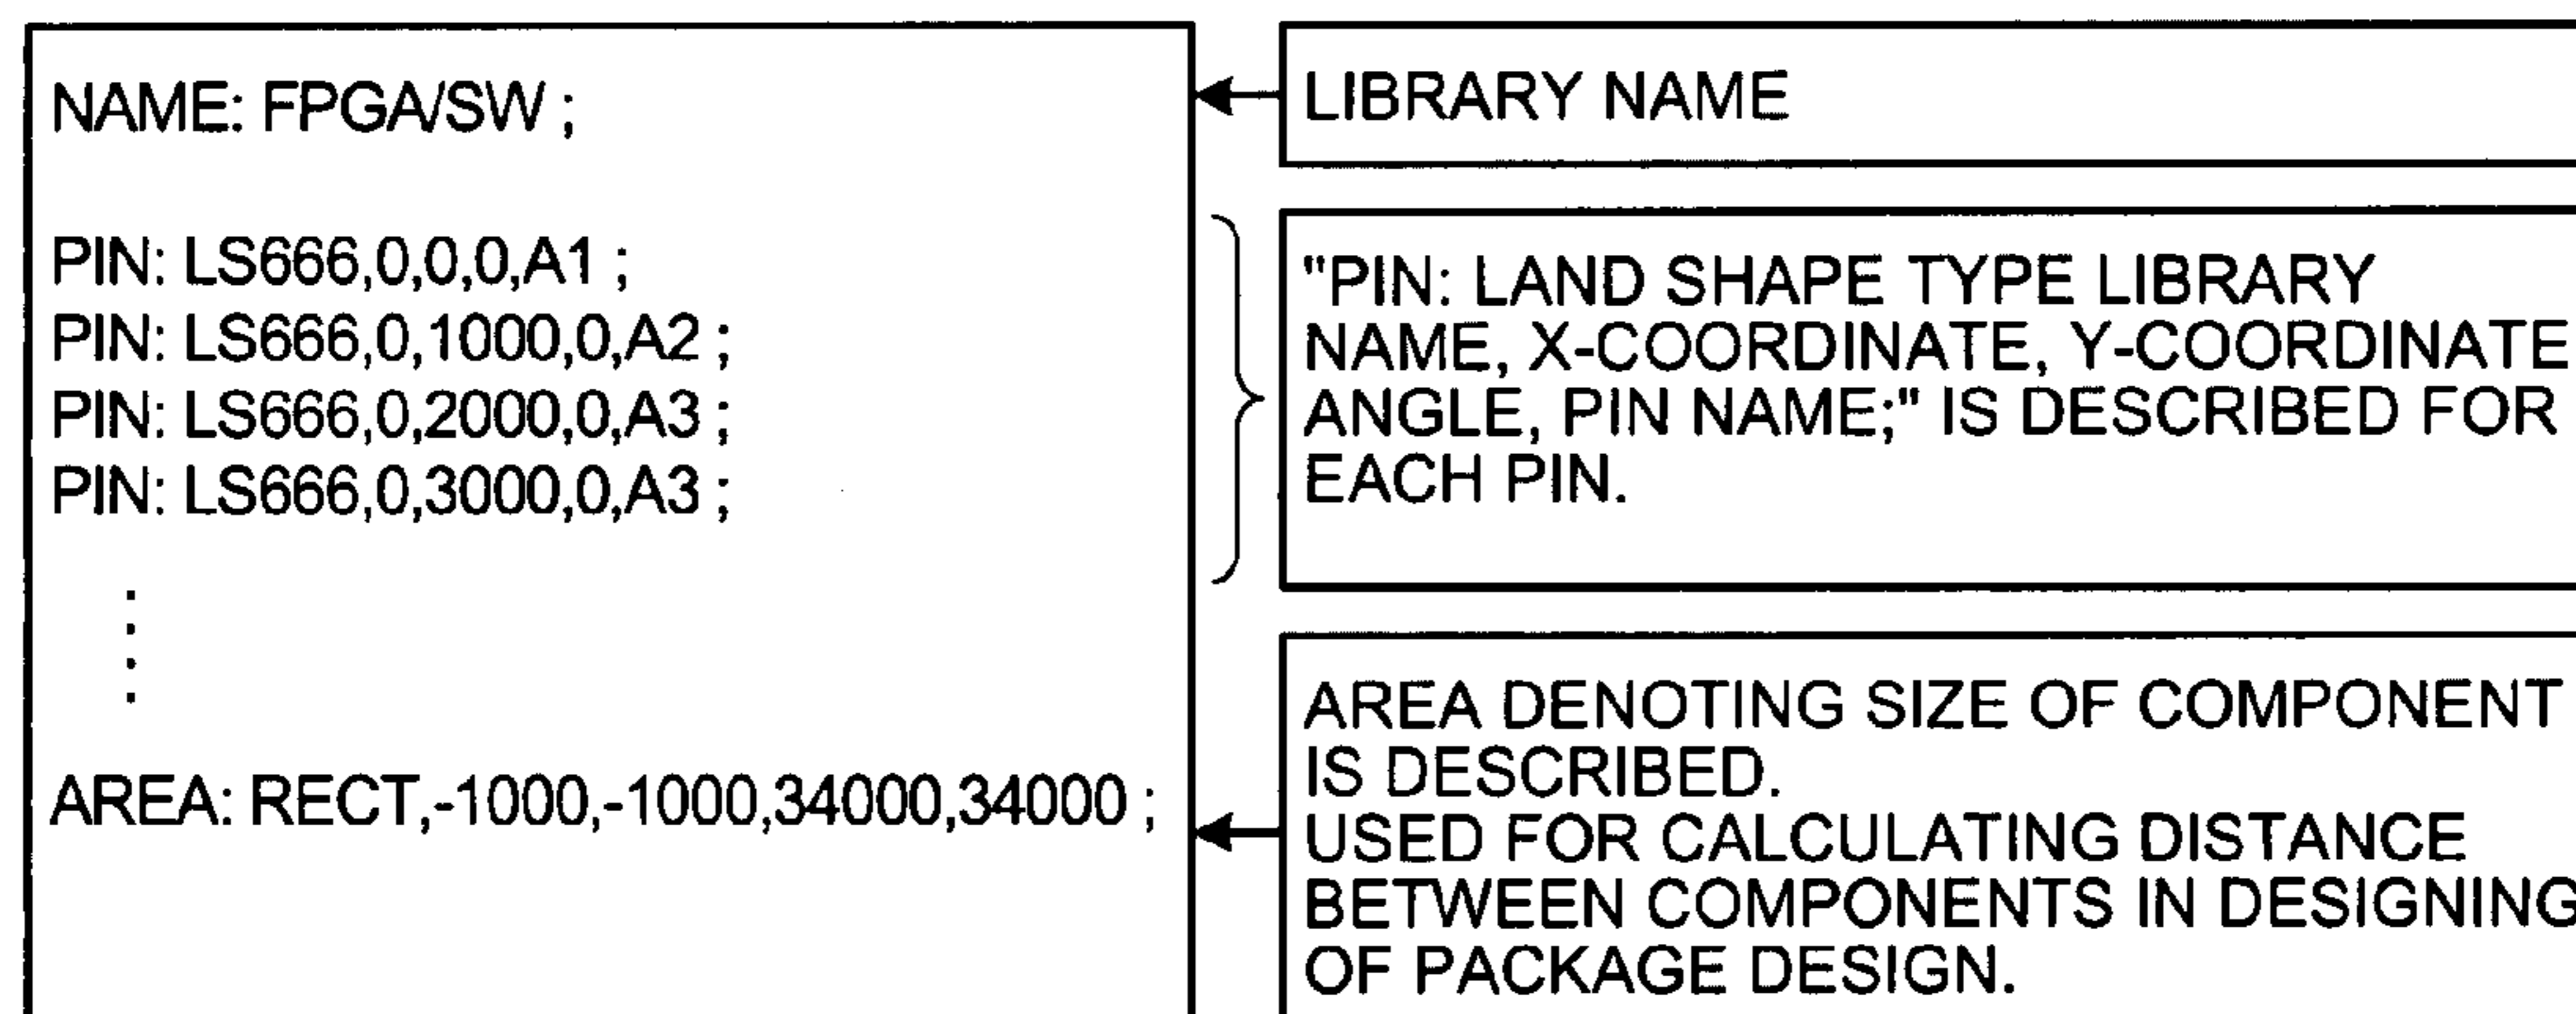 NAME: FPGA/SW ;
PIN: LS666,0,0,0,A1 ;
PIN: LS666,0,1000,0,A2 ;
PIN: LS666,0,2000,0,A3 ;
PIN: LS666,0,3000,0,A3 ;
AREA: RECT,-1000,-1000,34000,34000 ;
LIBRARY NAME
"PIN: LAND SHAPE TYPE LIBRARY
NAME, X-COORDINATE, Y-COORDINATE
ANGLE, PIN NAME;" IS DESCRIBED FOR
EACH PIN.
AREA DENOTING SIZE OF COMPONENT
IS DESCRIBED.
USED FOR CALCULATING DISTANCE
BETWEEN COMPONENTS IN DESIGNING
OF PACKAGE DESIGN.